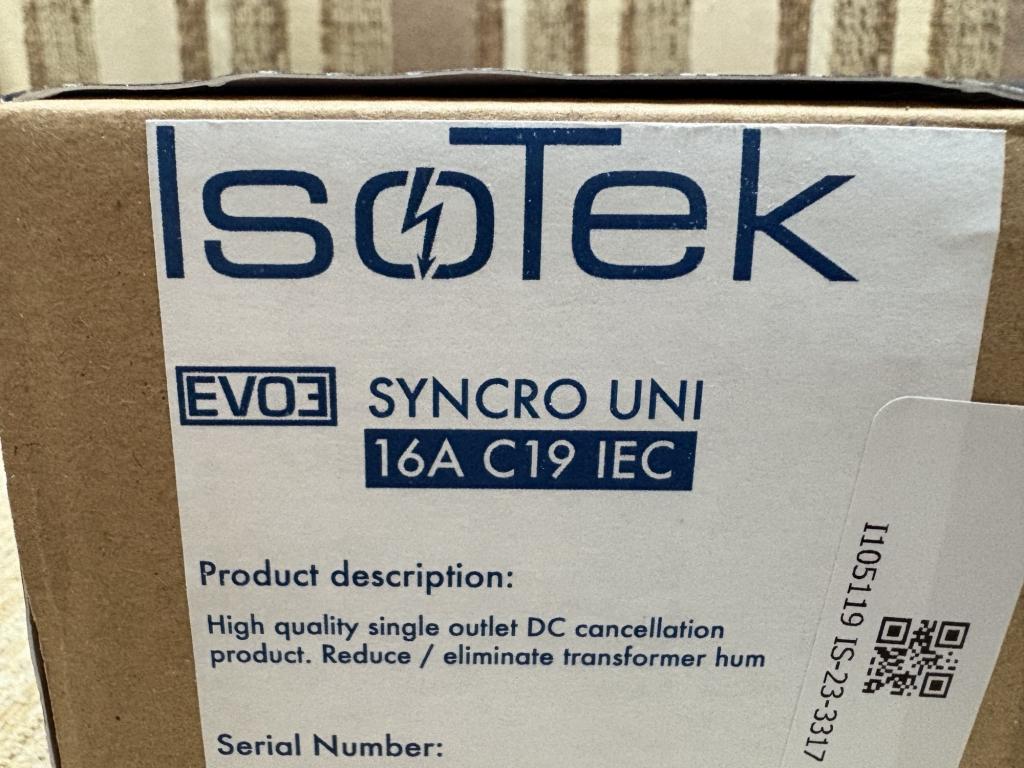 IsoTek
EVO3 SYNCRO UNI
16A C19 IEC
Product description:
High quality single outlet DC cancellation
product. Reduce / eliminate transformer hum
Serial Number:
I105119 IS-23-3317